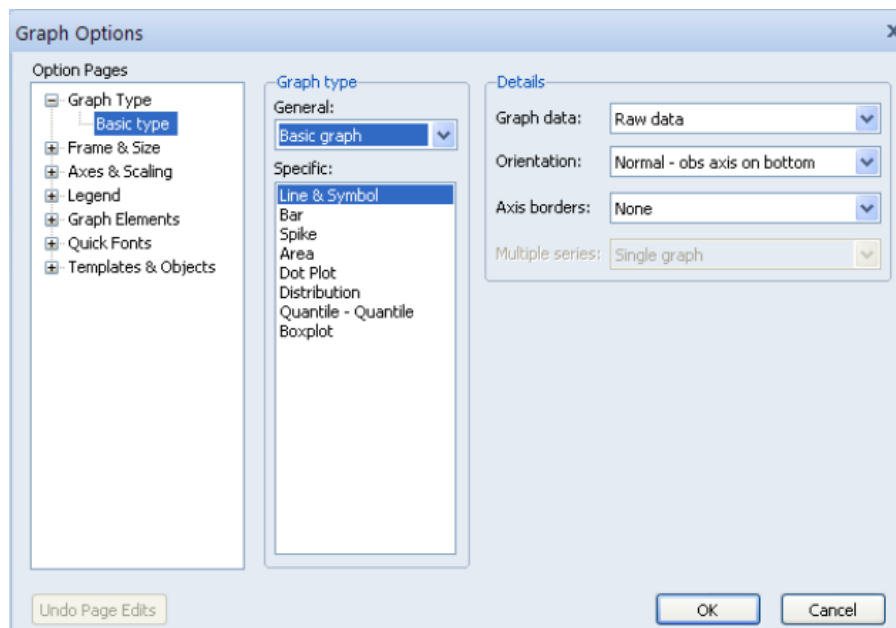 Graph Options
Option Pages
Graph Type
Basic type
Frame & Size
Axes & Scaling
Legend
Graph Elements
Quick Fonts
Templates & Objects
Graph type
General:
Basic graph
Specific:
Line & Symbol
Bar
Spike
Area
Dot Plot
Distribution
Quantile - Quantile
Boxplot
Details
Graph data: Raw data
Orientation: Normal - obs axis on bottom
Axis borders: None
Multiple series: Single graph
Undo Page Edits OK Cancel